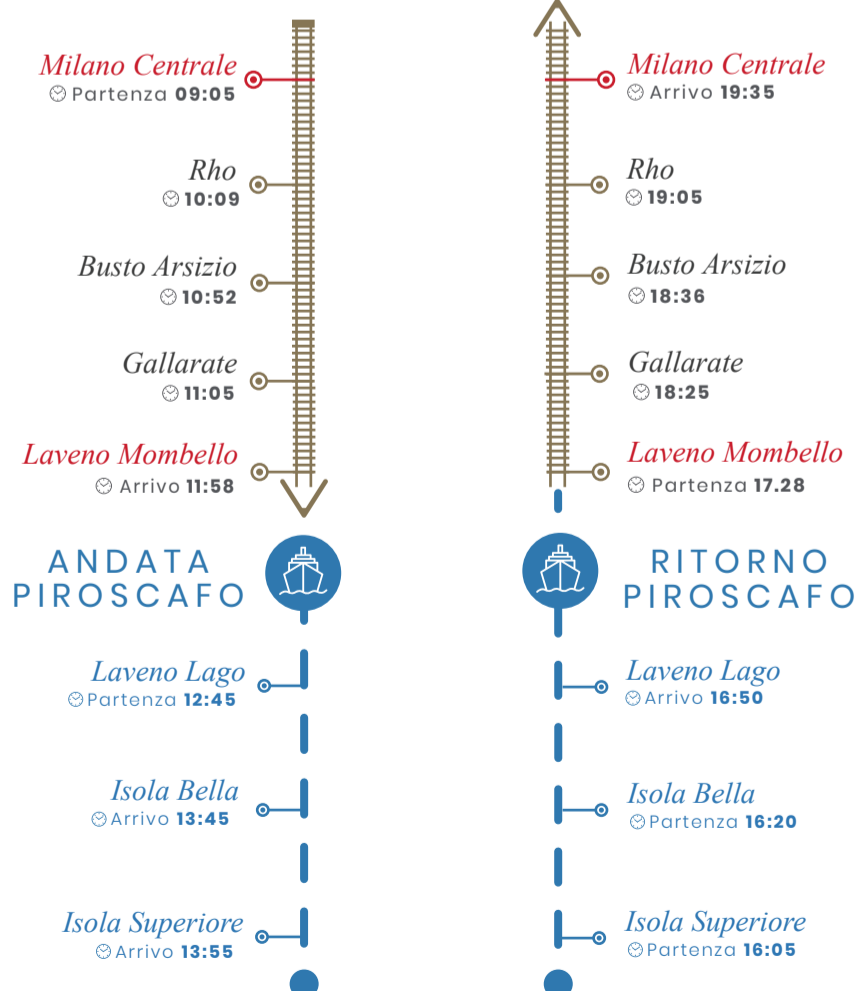 Milano Centrale
Partenza 09:05
Rho
10:09
Busto Arsizio
10:52
Gallarate
11:05
Laveno Mombello
Arrivo 11:58
ANDATA
PIROSCAFO
Laveno Lago
Partenza 12:45
Isola Bella
Arrivo 13:45
Isola Superiore
Arrivo 13:55
Milano Centrale
Arrivo 19:35
Rho
19:05
Busto Arsizio
18:36
Gallarate
18:25
Laveno Mombello
Partenza 17.28
RITORNO
PIROSCAFO
Laveno Lago
Arrivo 16:50
Isola Bella
Partenza 16:20
Isola Superiore
Partenza 16:05